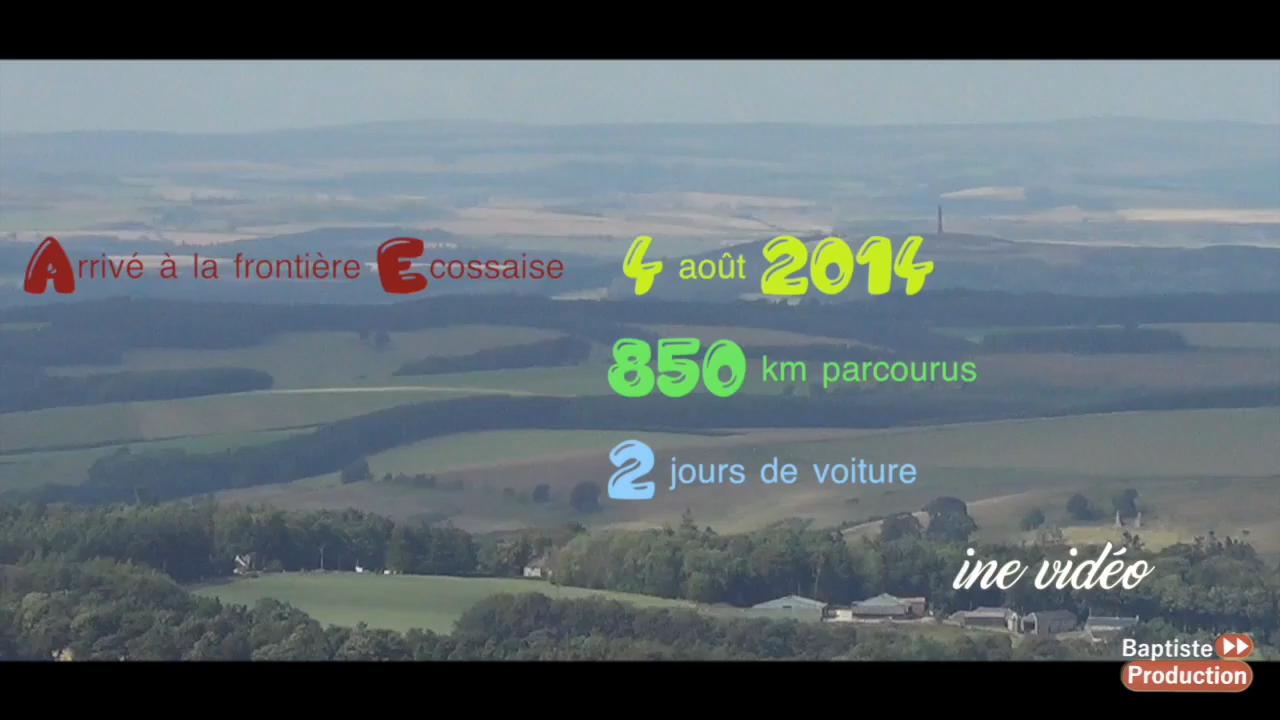 Arrivé à la frontière Ecossaise
4 août 2014
850 km parcourus
2 jours de voiture
ine vidéo
Baptiste
Production